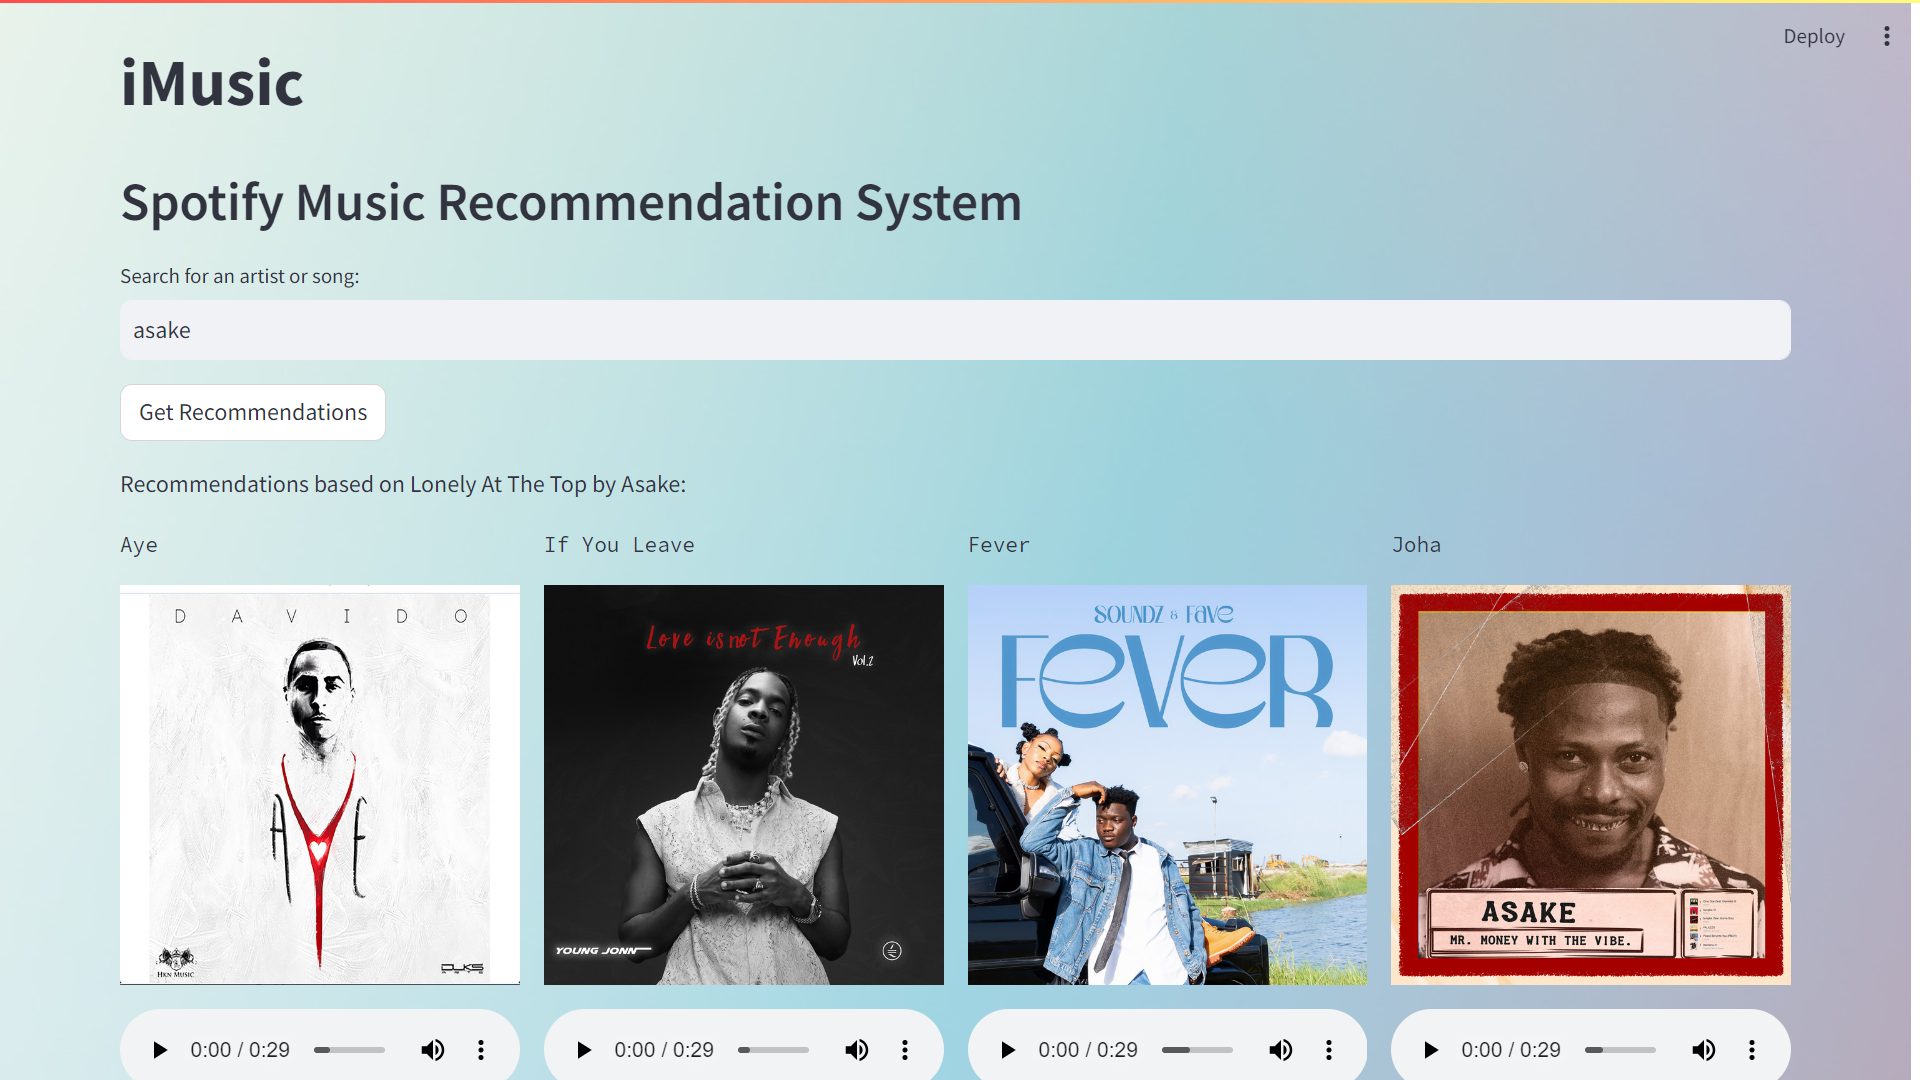 Deploy
iMusic
Spotify Music Recommendation System
Search for an artist or song:
asake
Get Recommendations
Recommendations based on Lonely At The Top by Asake:
Aye
If You Leave
Fever
Joha
D A V I D O
AYE
HKN MUSIC
Love is not Enough
Vol.2
YOUNG JONN
SOUNDZ & FAVE
FEVER
ASAKE
MR. MONEY WITH THE VIBE.
0:00 / 0:29
0:00 / 0:29
0:00 / 0:29
0:00 / 0:29